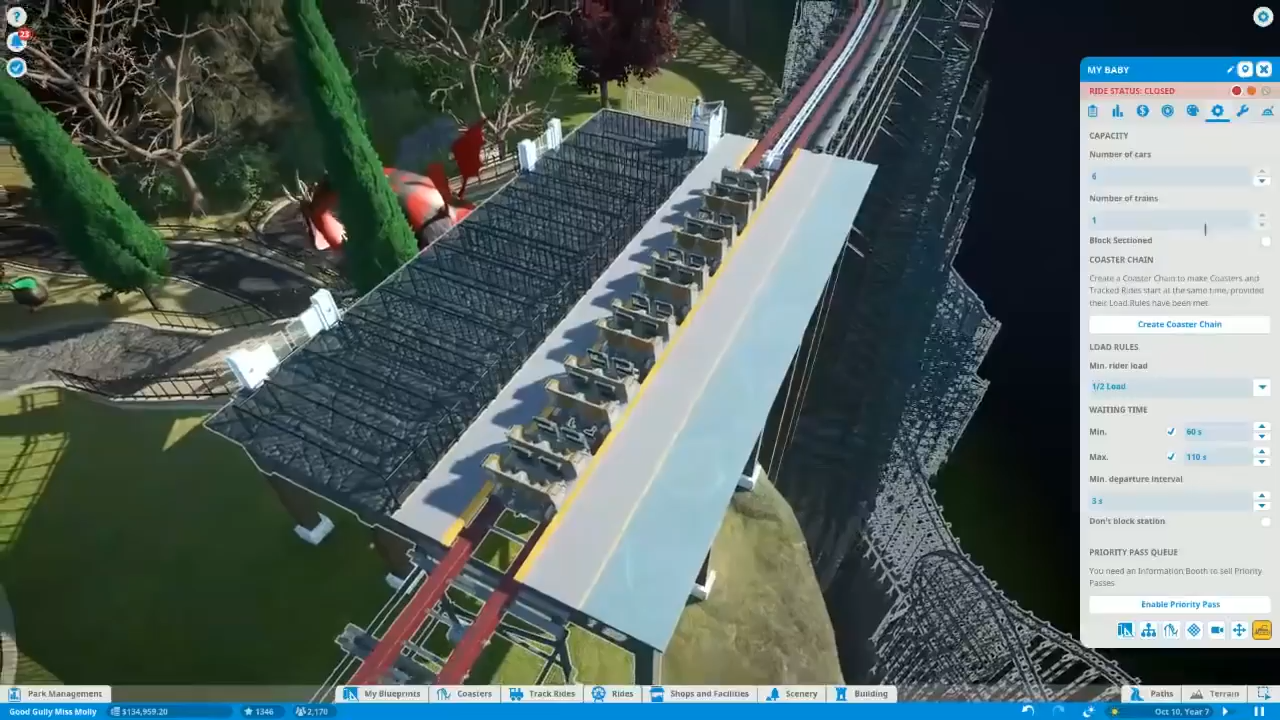 ?
23
MY BABY
RIDE STATUS: CLOSED
CAPACITY
Number of cars
6
Number of trains
1
Block Sectioned
COASTER CHAIN
Create a Coaster Chain to make Coasters and
Tracked Rides start at the same time, provided
their Load Rules have been met.
Create Coaster Chain
LOAD RULES
Min. rider load
1/2 Load
WAITING TIME
Min.
60 s
Max.
110 s
Min. departure interval
3 s
Don't block station
PRIORITY PASS QUEUE
You need an Information Booth to sell Priority
Passes
Enable Priority Pass
Park Management
My Blueprints
Coasters
Track Rides
Rides
Shops and Facilities
Scenery
Building
Paths
Terrain
Good Gully Miss Molly
$134,959.20
1346
2,170
Oct 10, Year 7